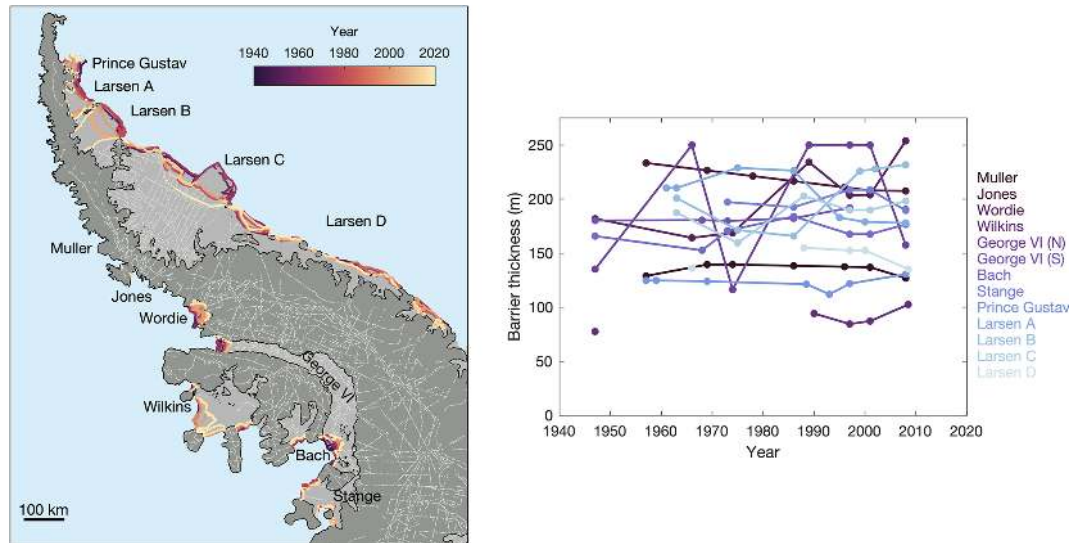 Year
1940 1960 1980 2000 2020
Prince Gustav
Larsen A
Larsen B
Larsen C
Larsen D
Muller
Jones
Wordie
George VI
Wilkins
Bach
Stange
100 km
Barrier thickness (m)
250
200
150
100
50
0
1940 1950 1960 1970 1980 1990 2000 2010 2020
Year
Muller
Jones
Wordie
Wilkins
George VI (N)
George VI (S)
Bach
Stange
Prince Gustav
Larsen A
Larsen B
Larsen C
Larsen D